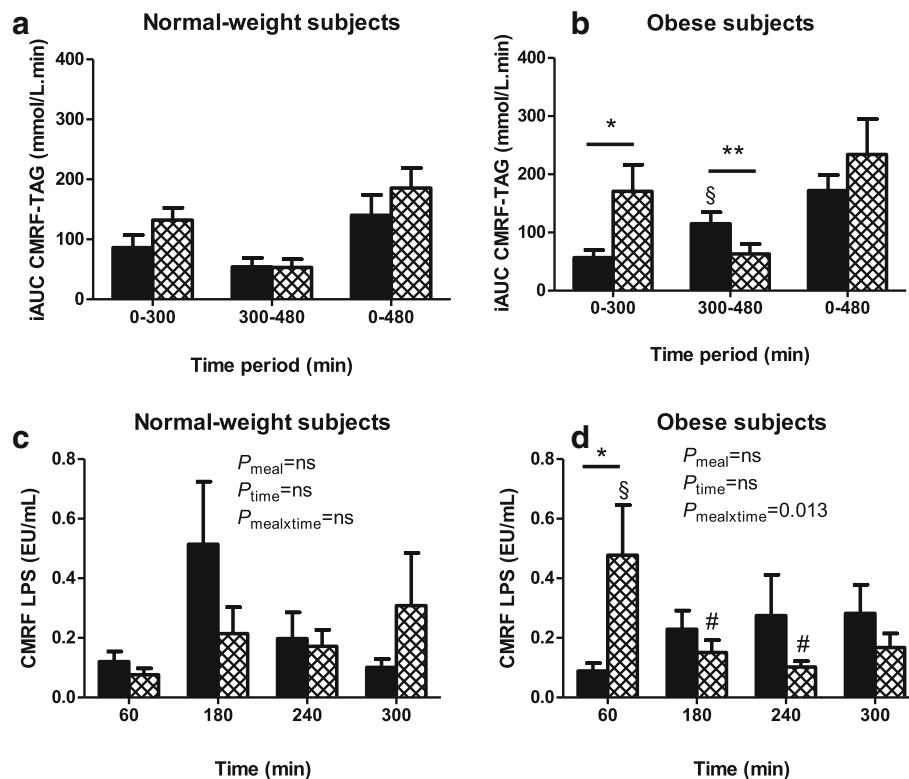 a
Normal-weight subjects
iAUC CMRF-TAG (mmol/L.min)
400
300
200
100
0
0-300 300-480 0-480
Time period (min)
b
Obese subjects
iAUC CMRF-TAG (mmol/L.min)
400
300
200
100
0
*
**
§
0-300 300-480 0-480
Time period (min)
c
Normal-weight subjects
CMRF LPS (EU/mL)
0.8
0.6
0.4
0.2
0.0
Pmeal=ns
Ptime=ns
Pmealxtime=ns
60 180 240 300
Time (min)
d
Obese subjects
CMRF LPS (EU/mL)
0.8
0.6
0.4
0.2
0.0
*
§
Pmeal=ns
Ptime=ns
Pmealxtime=0.013
#
#
60 180 240 300
Time (min)